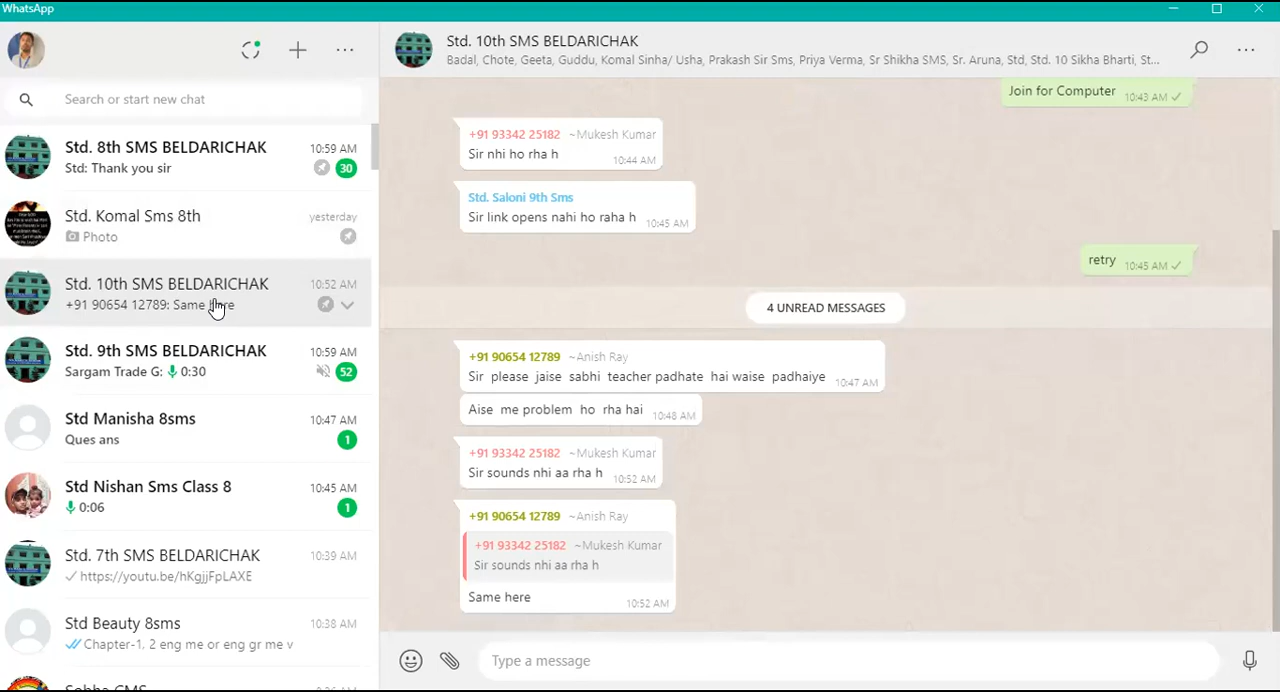 WhatsApp
Search or start new chat
Std. 8th SMS BELDARICHAK 10:59 AM
Std: Thank you sir 30
Std. Komal Sms 8th yesterday
Photo
Std. 10th SMS BELDARICHAK 10:52 AM
+91 90654 12789: Same here
Std. 9th SMS BELDARICHAK 10:59 AM
Sargam Trade G: 0:30 52
Std Manisha 8sms 10:47 AM
Ques ans 1
Std Nishan Sms Class 8 10:45 AM
0:06 1
Std. 7th SMS BELDARICHAK 10:39 AM
https://youtu.be/hKgjjFpLAXE
Std Beauty 8sms 10:38 AM
Chapter-1, 2 eng me or eng gr me v
Std. 10th SMS BELDARICHAK
Badal, Chote, Geeta, Guddu, Komal Sinha/ Usha, Prakash Sir Sms, Priya Verma, Sr Shikha SMS, Sr. Aruna, Std, Std. 10 Sikha Bharti, St...
Join for Computer 10:43 AM
+91 93342 25182 ~Mukesh Kumar
Sir nhi ho rha h 10:44 AM
Std. Saloni 9th Sms
Sir link opens nahi ho raha h 10:45 AM
retry 10:45 AM
4 UNREAD MESSAGES
+91 90654 12789 ~Anish Ray
Sir please jaise sabhi teacher padhate hai waise padhaiye 10:47 AM
Aise me problem ho rha hai 10:48 AM
+91 93342 25182 ~Mukesh Kumar
Sir sounds nhi aa rha h 10:52 AM
+91 90654 12789 ~Anish Ray
+91 93342 25182 ~Mukesh Kumar
Sir sounds nhi aa rha h
Same here 10:52 AM
Type a message